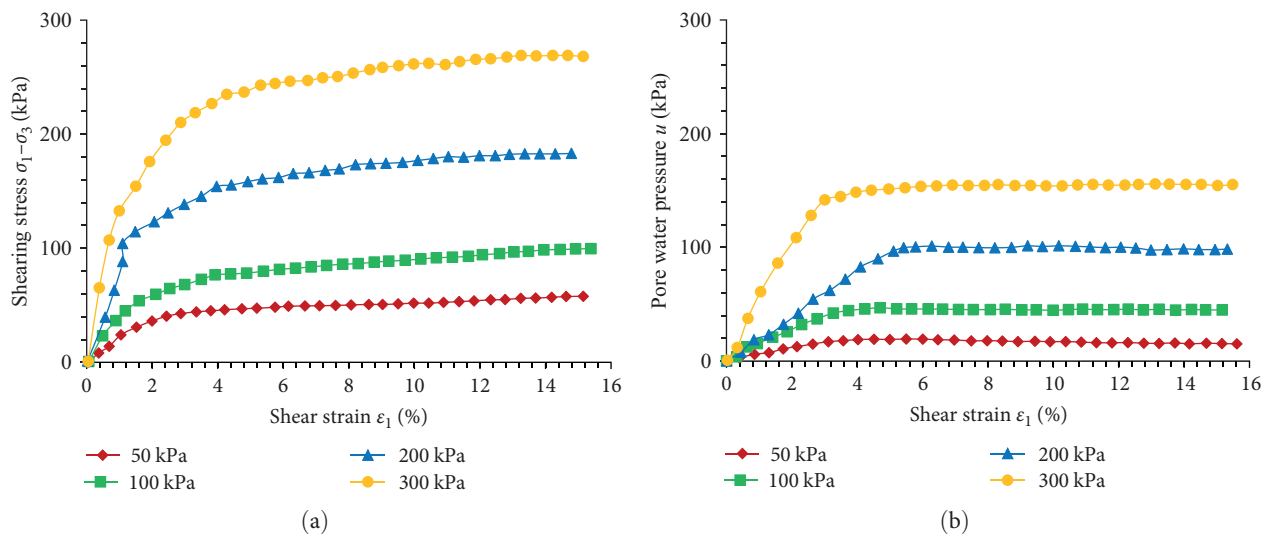 300
200
100
0
Shearing stress σ₁–σ₃ (kPa)
0 2 4 6 8 10 12 14 16
Shear strain ε₁ (%)
50 kPa 200 kPa
100 kPa 300 kPa
(a)
300
200
100
0
Pore water pressure u (kPa)
0 2 4 6 8 10 12 14 16
Shear strain ε₁ (%)
50 kPa 200 kPa
100 kPa 300 kPa
(b)